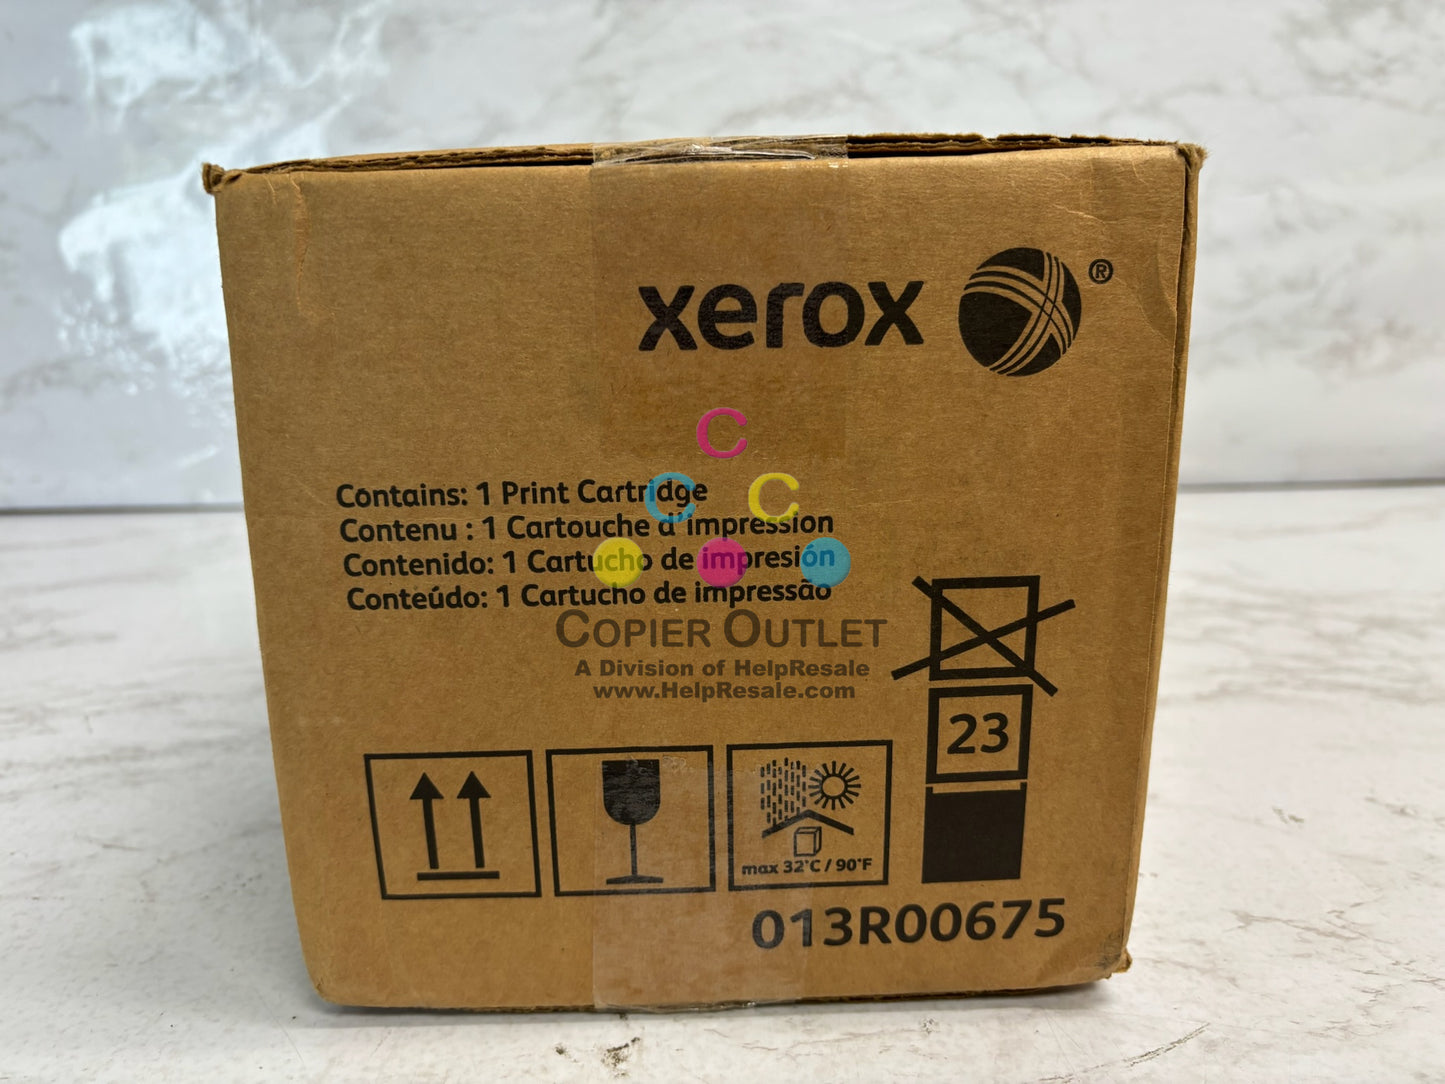 xerox ®
Contains: 1 Print Cartridge
Contenu : 1 Cartouche d'impression
Contenido: 1 Cartucho de impresión
Conteúdo: 1 Cartucho de impressão
C
C C
COPIER OUTLET
A Division of HelpResale
www.HelpResale.com
23
max 32°C / 90°F
013R00675